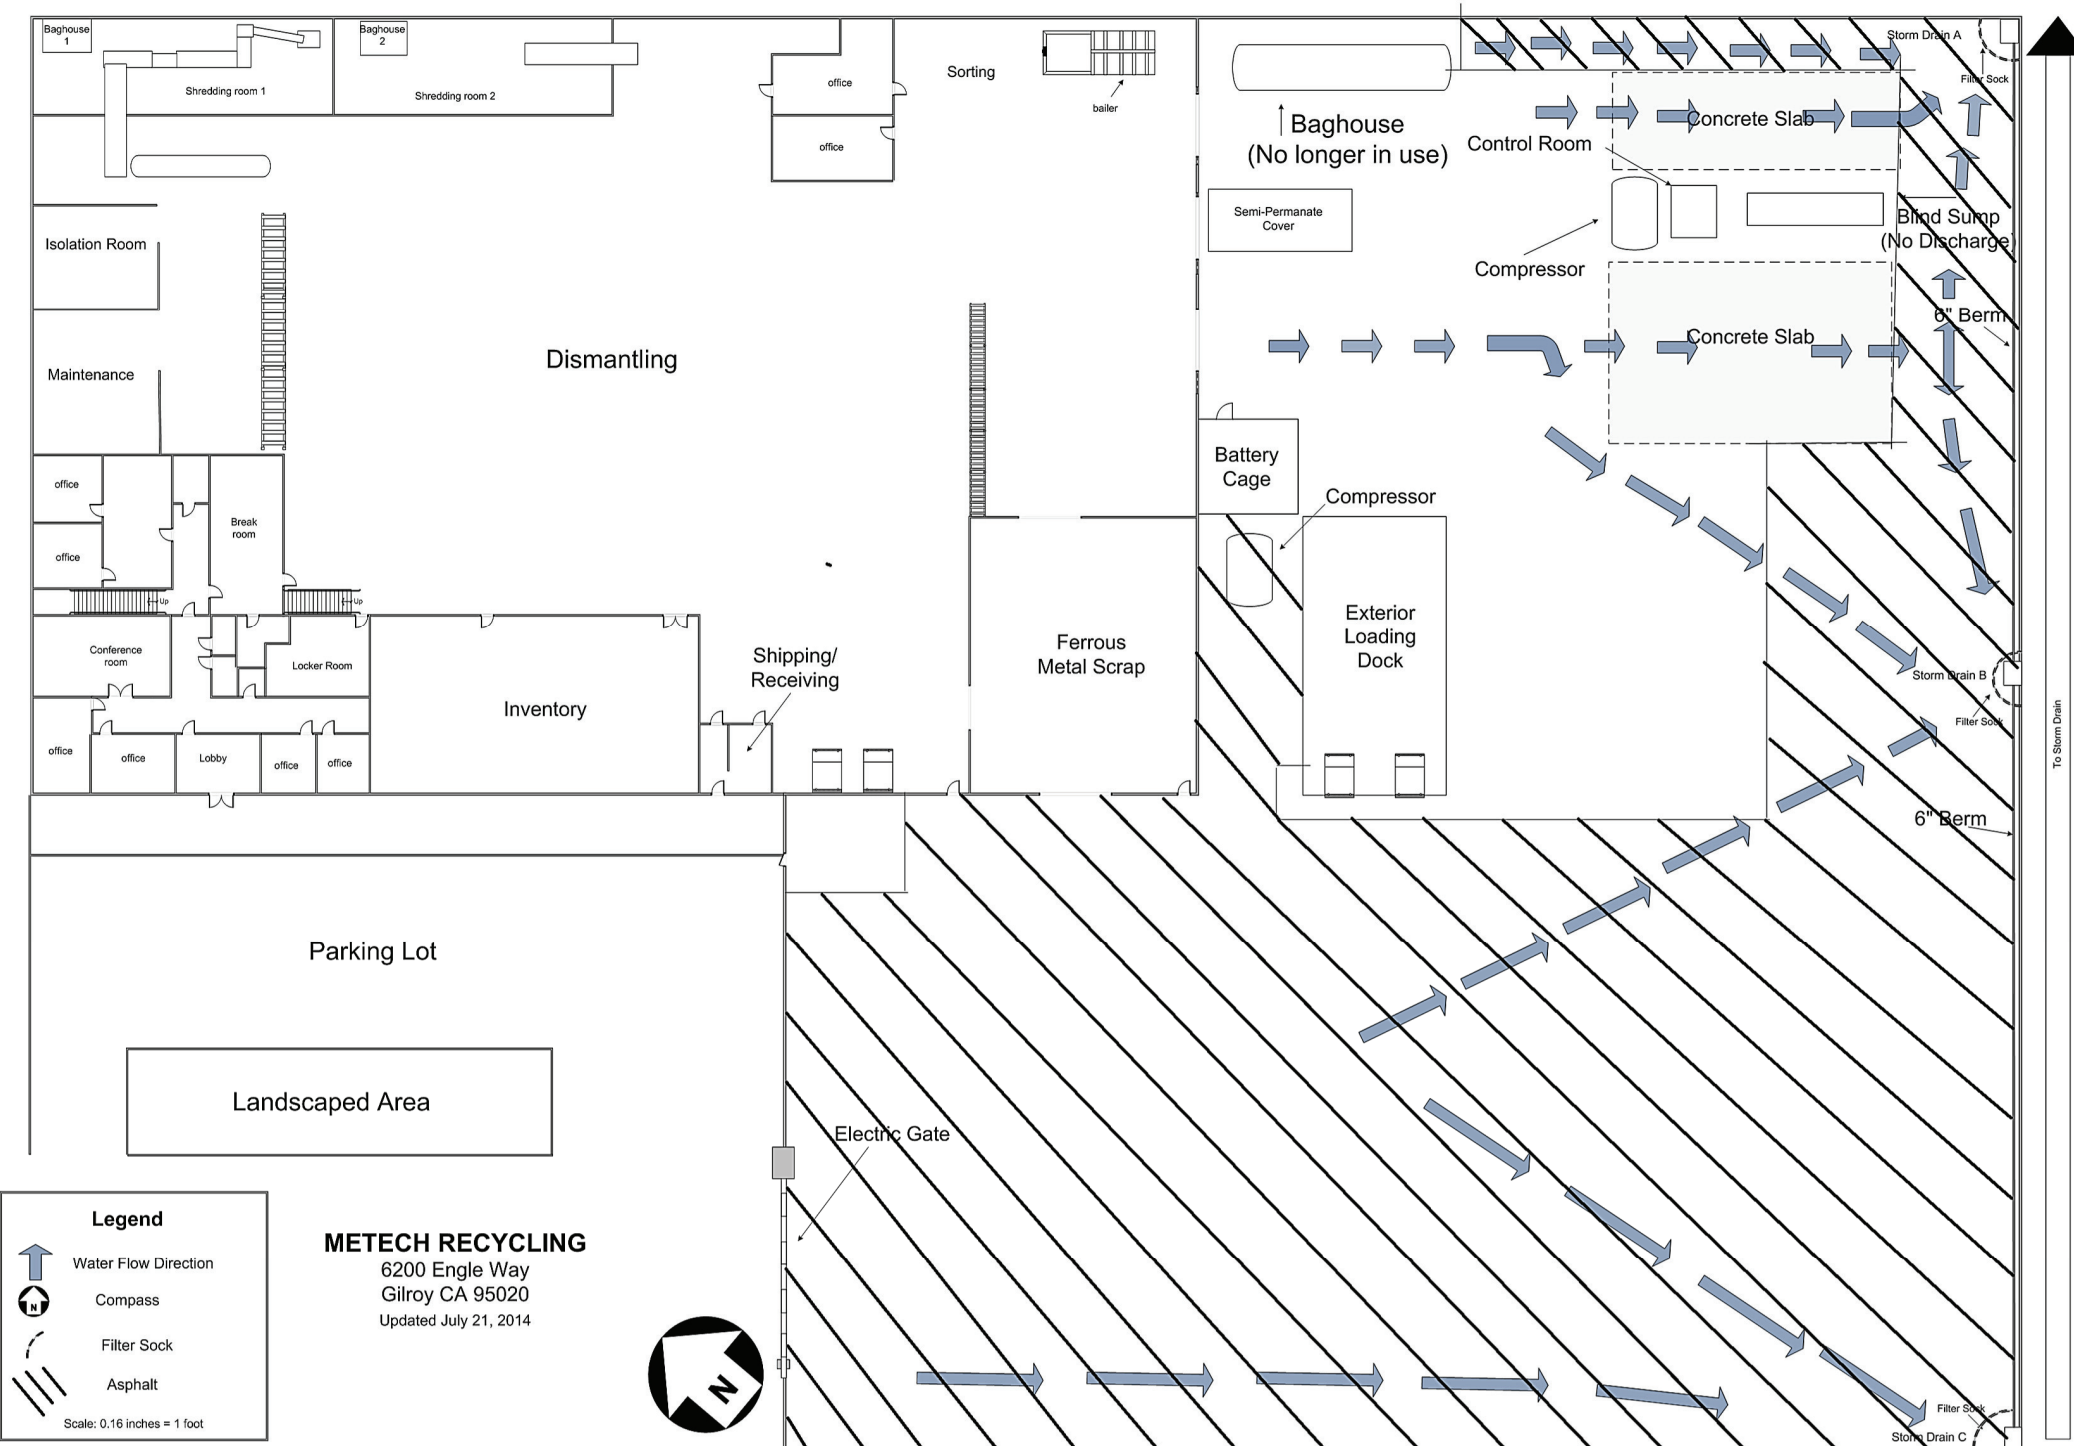 Baghouse
1
Baghouse
2
Shredding room 1
Shredding room 2
office
office
Sorting
bailer
Baghouse
(No longer in use)
Semi-Permanate
Cover
Storm Drain A
Filter Sock
Concrete Slab
Control Room
Compressor
Blind Sump
(No Discharge)
6" Berm
Concrete Slab
Isolation Room
Maintenance
Dismantling
Battery
Cage
Compressor
office
office
Break
room
Up
Up
Conference
room
Locker Room
Inventory
Shipping/
Receiving
Ferrous
Metal Scrap
Exterior
Loading
Dock
Storm Drain B
Filter Sock
To Storm Drain
office
office
Lobby
office
office
6" Berm
Parking Lot
Landscaped Area
Electric Gate
Legend
Water Flow Direction
N
Compass
Filter Sock
Asphalt
Scale: 0.16 inches = 1 foot
METECH RECYCLING
6200 Engle Way
Gilroy CA 95020
Updated July 21, 2014
N
Filter Sock
Storm Drain C